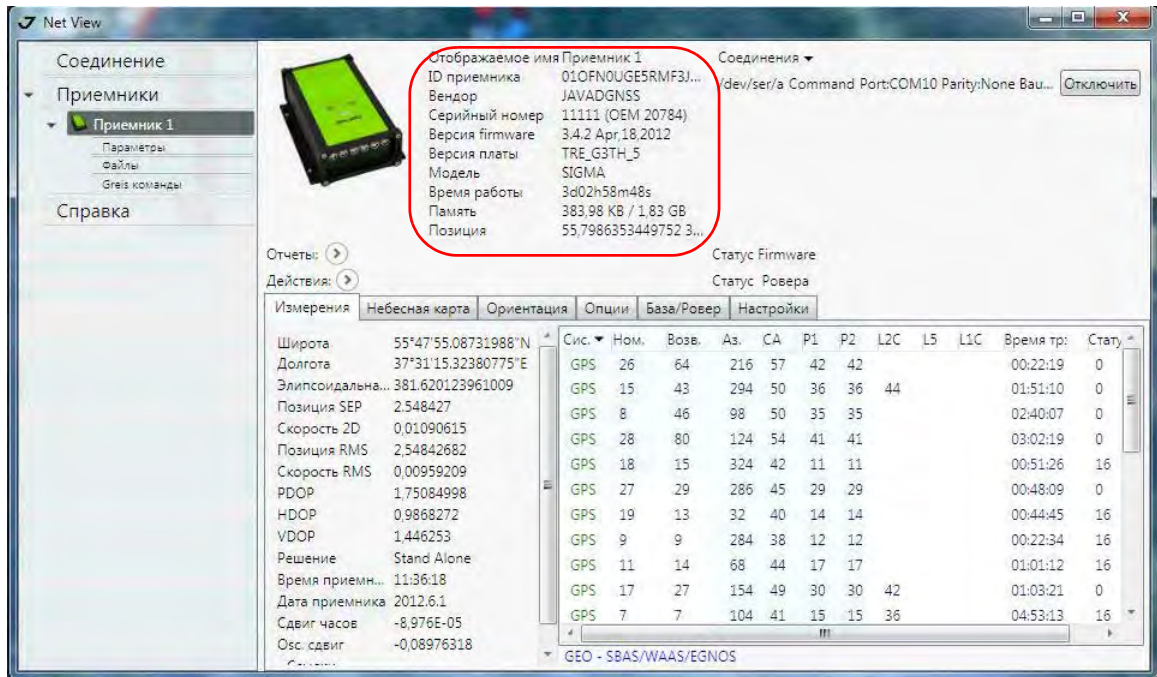 Net View
Соединение
Приемники
Приемник 1
Параметры
Файлы
Greis команды
Справка
Отображаемое имя Приемник 1
ID приемника 01OFN0UGE5RMF3J...
Вендор JAVADGNSS
Серийный номер 11111 (OEM 20784)
Версия firmware 3.4.2 Apr,18,2012
Версия платы TRE_G3TH_5
Модель SIGMA
Время работы 3d02h58m48s
Память 383,98 KB / 1,83 GB
Позиция 55,7986353449752 3...
Соединения
/dev/ser/a Command Port:COM10 Parity:None Bau... Отключить
Отчеты:
Статус Firmware
Действия:
Статус Ровера
Измерения Небесная карта Ориентация Опции База/Ровер Настройки
Широта 55°47'55.08731988"N
Долгота 37°31'15.32380775"E
Элипсоидальна... 381.620123961009
Позиция SEP 2.548427
Скорость 2D 0,01090615
Позиция RMS 2,54842682
Скорость RMS 0,00959209
PDOP 1,75084998
HDOP 0,9868272
VDOP 1,446253
Решение Stand Alone
Время приемн... 11:36:18
Дата приемника 2012.6.1
Сдвиг часов -8,976E-05
Osc. сдвиг -0,08976318
Сис. Ном. Возв. Аз. CA P1 P2 L2C L5 L1C Время тр: Стату
GPS 26 64 216 57 42 42 00:22:19 0
GPS 15 43 294 50 36 36 44 01:51:10 0
GPS 8 46 98 50 35 35 02:40:07 0
GPS 28 80 124 54 41 41 03:02:19 0
GPS 18 15 324 42 11 11 00:51:26 16
GPS 27 29 286 45 29 29 00:48:09 0
GPS 19 13 32 40 14 14 00:44:45 16
GPS 9 9 284 38 12 12 00:22:34 16
GPS 11 14 68 44 17 17 01:01:12 16
GPS 17 27 154 49 30 30 42 01:03:21 0
GPS 7 7 104 41 15 15 36 04:53:13 16
GEO - SBAS/WAAS/EGNOS